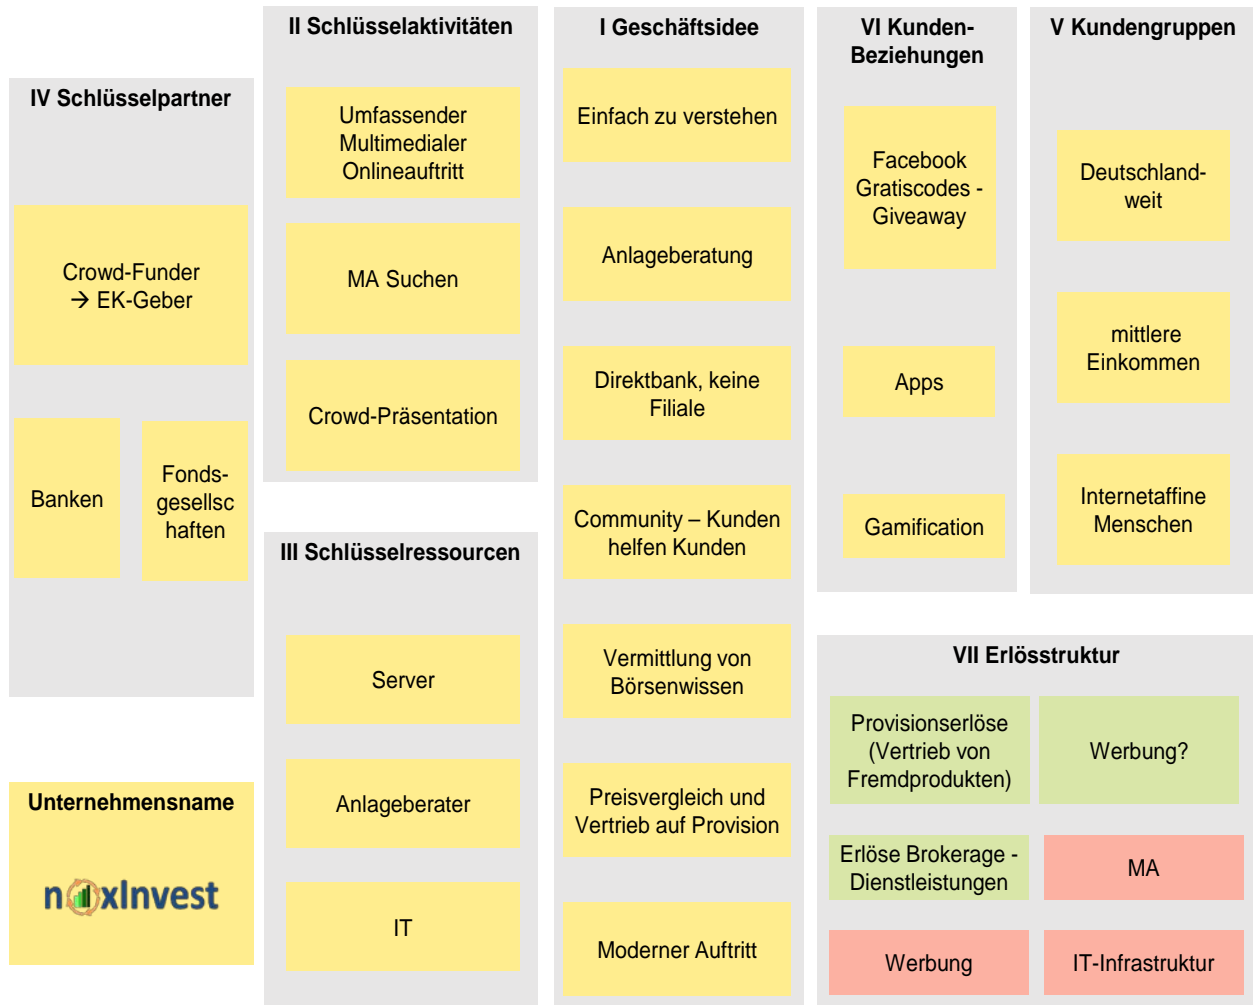 IV Schlüsselpartner
Crowd-Funder
→ EK-Geber
Banken
Fonds-
gesellsc
haften
Unternehmensname
noxInvest
II Schlüsselaktivitäten
Umfassender
Multimedialer
Onlineauftritt
MA Suchen
Crowd-Präsentation
III Schlüsselressourcen
Server
Anlageberater
IT
I Geschäftsidee
Einfach zu verstehen
Anlageberatung
Direktbank, keine
Filiale
Community – Kunden
helfen Kunden
Vermittlung von
Börsenwissen
Preisvergleich und
Vertrieb auf Provision
Moderner Auftritt
VI Kunden-
Beziehungen
Facebook
Gratiscodes -
Giveaway
Apps
Gamification
V Kundengruppen
Deutschland-
weit
mittlere
Einkommen
Internetaffine
Menschen
VII Erlösstruktur
Provisionserlöse
(Vertrieb von
Fremdprodukten)
Werbung?
Erlöse Brokerage -
Dienstleistungen
MA
Werbung
IT-Infrastruktur